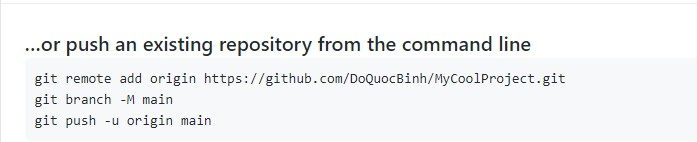 ...or push an existing repository from the command line
git remote add origin https://github.com/DoQuocBinh/MyCoolProject.git
git branch -M main
git push -u origin main